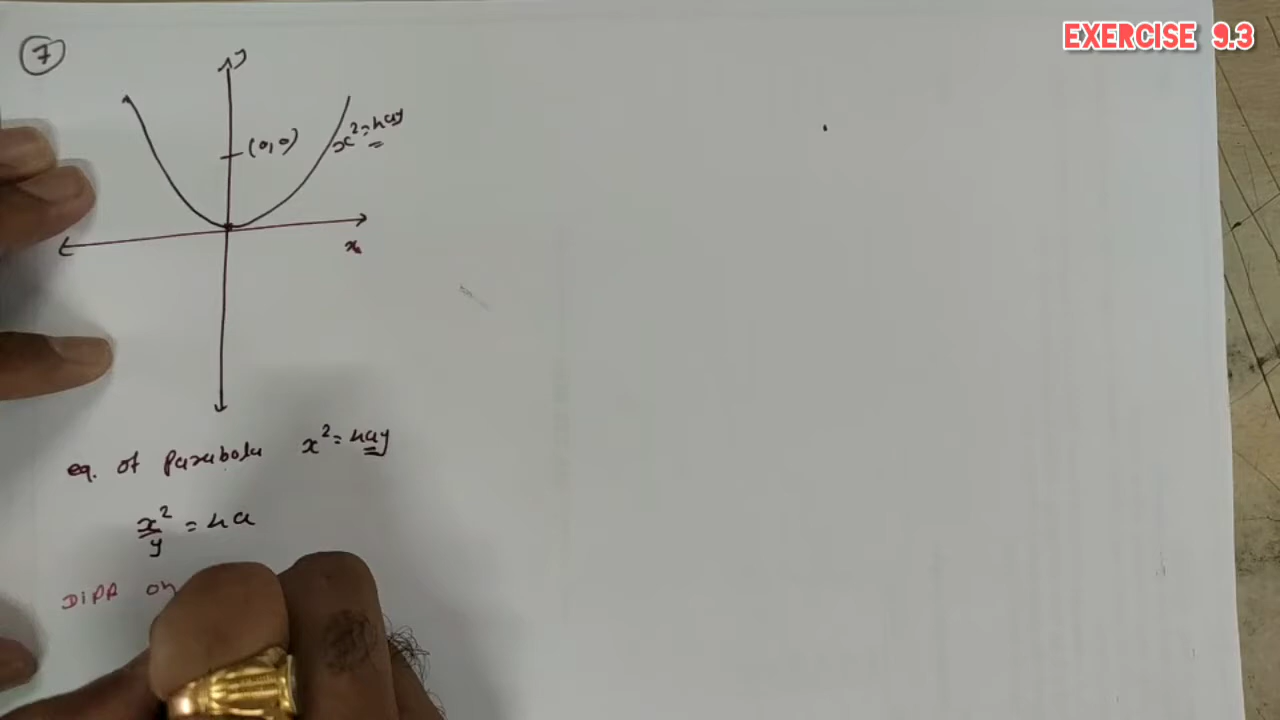 EXERCISE 9.3
7
y
(0,0)
x²=4ay
x
eq. of parabola x²=4ay
x²/y = 4a
Diff on